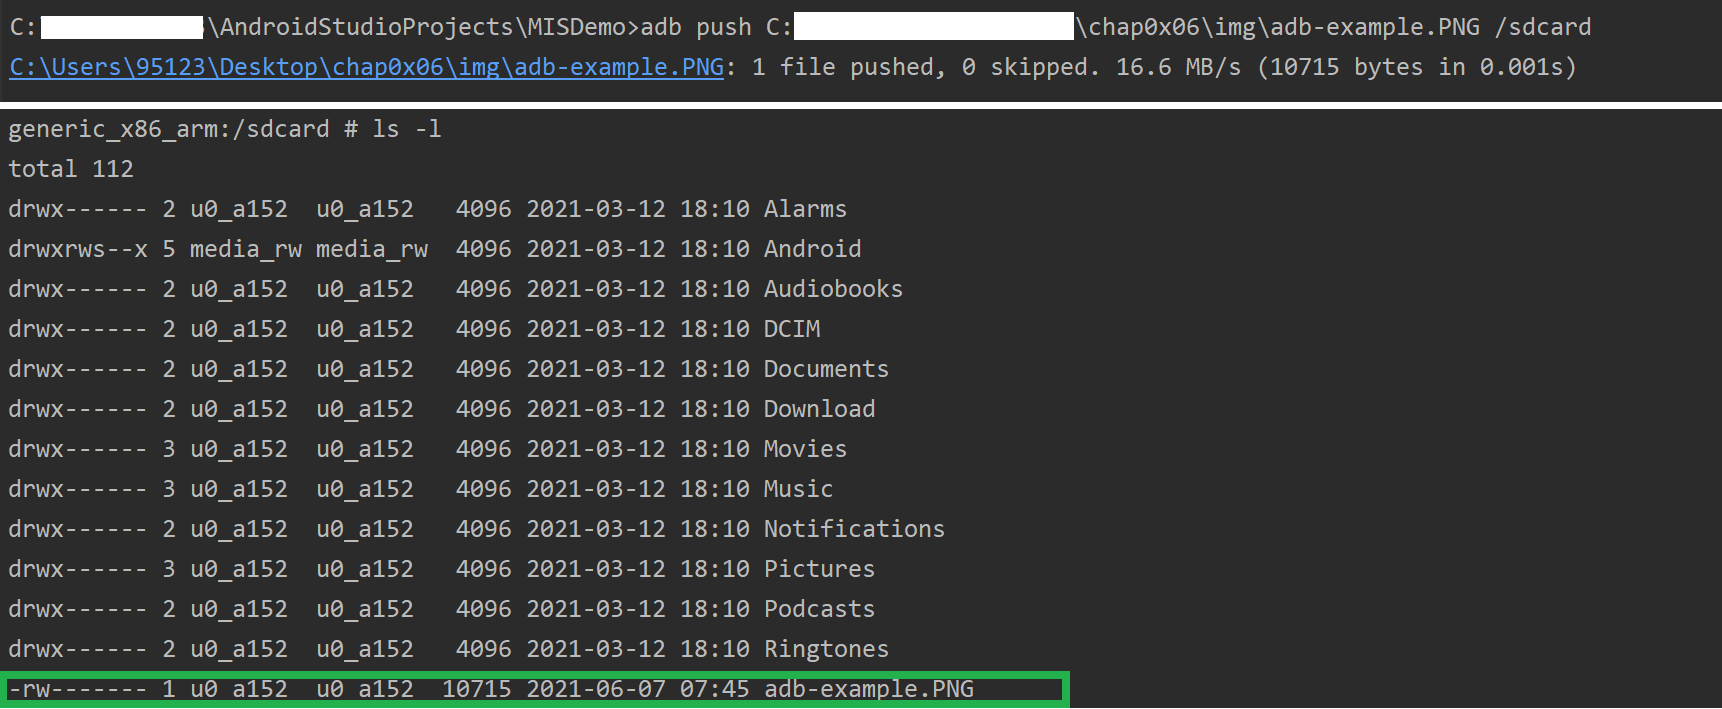 C:\AndroidStudioProjects\MISDemo>adb push C:\chap0x06\img\adb-example.PNG /sdcard
C:\Users\95123\Desktop\chap0x06\img\adb-example.PNG: 1 file pushed, 0 skipped. 16.6 MB/s (10715 bytes in 0.001s)
generic_x86_arm:/sdcard # ls -l
total 112
drwx------ 2 u0_a152  u0_a152   4096 2021-03-12 18:10 Alarms
drwxrws--x 5 media_rw media_rw  4096 2021-03-12 18:10 Android
drwx------ 2 u0_a152  u0_a152   4096 2021-03-12 18:10 Audiobooks
drwx------ 2 u0_a152  u0_a152   4096 2021-03-12 18:10 DCIM
drwx------ 2 u0_a152  u0_a152   4096 2021-03-12 18:10 Documents
drwx------ 2 u0_a152  u0_a152   4096 2021-03-12 18:10 Download
drwx------ 3 u0_a152  u0_a152   4096 2021-03-12 18:10 Movies
drwx------ 3 u0_a152  u0_a152   4096 2021-03-12 18:10 Music
drwx------ 2 u0_a152  u0_a152   4096 2021-03-12 18:10 Notifications
drwx------ 3 u0_a152  u0_a152   4096 2021-03-12 18:10 Pictures
drwx------ 2 u0_a152  u0_a152   4096 2021-03-12 18:10 Podcasts
drwx------ 2 u0_a152  u0_a152   4096 2021-03-12 18:10 Ringtones
-rw------- 1 u0_a152  u0_a152  10715 2021-06-07 07:45 adb-example.PNG